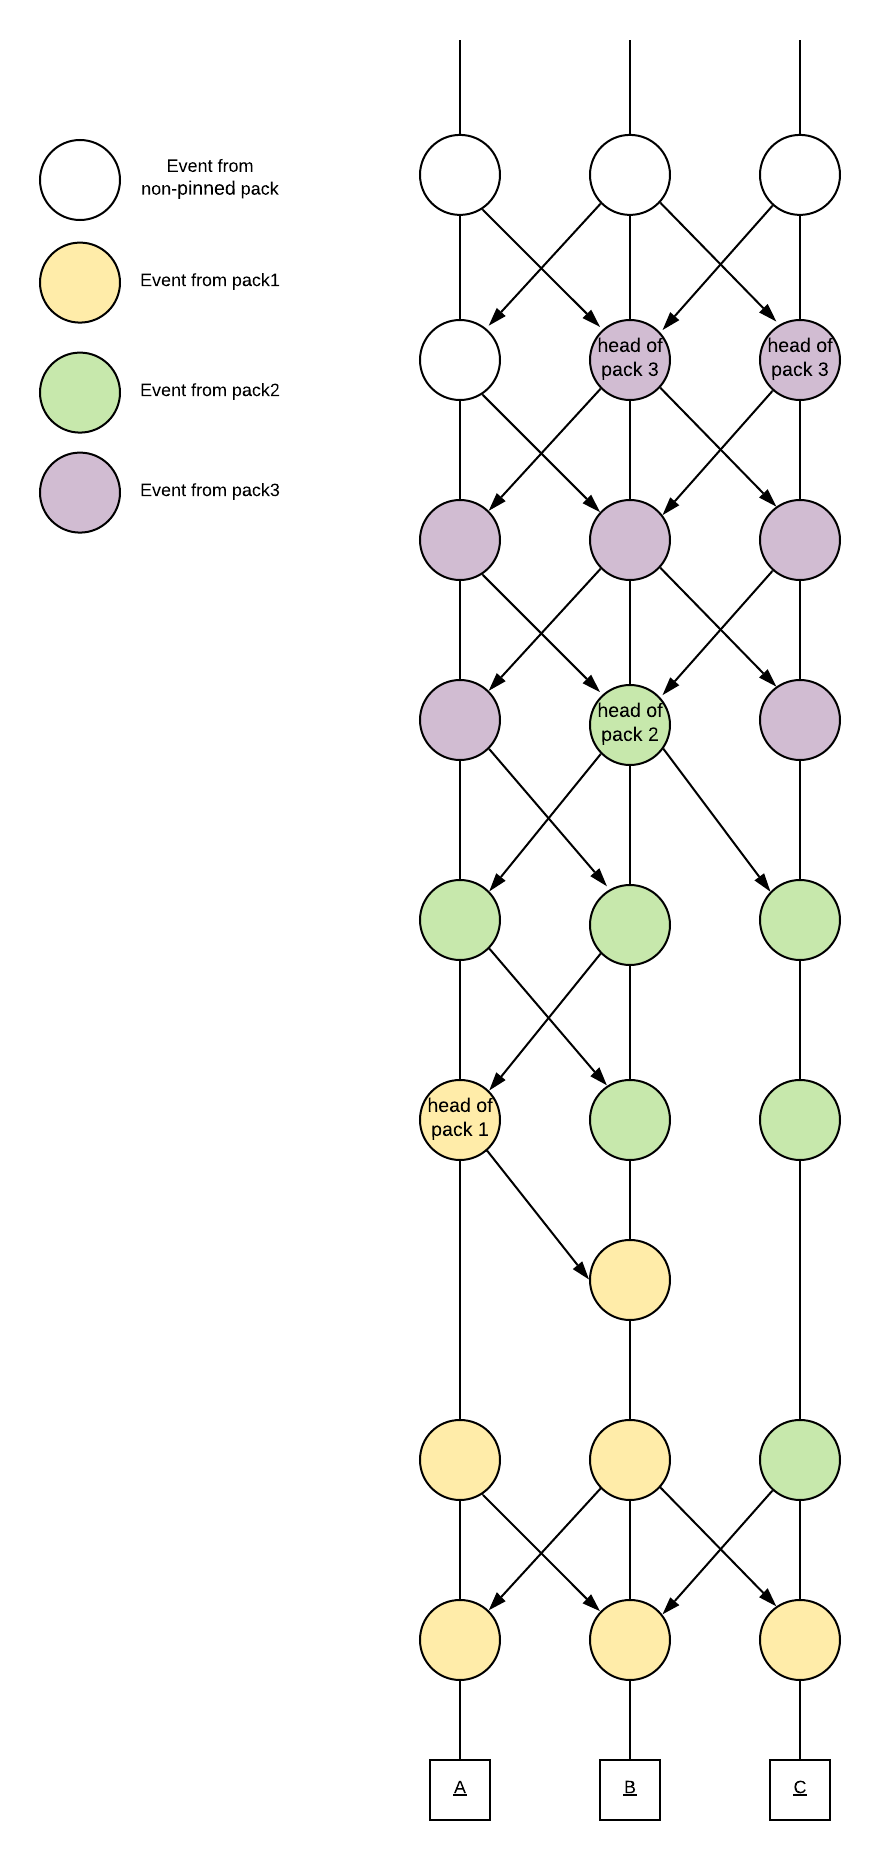 Event from
non-pinned pack
Event from pack1
Event from pack2
Event from pack3
head of
pack 3
head of
pack 3
head of
pack 2
head of
pack 1
A
B
C